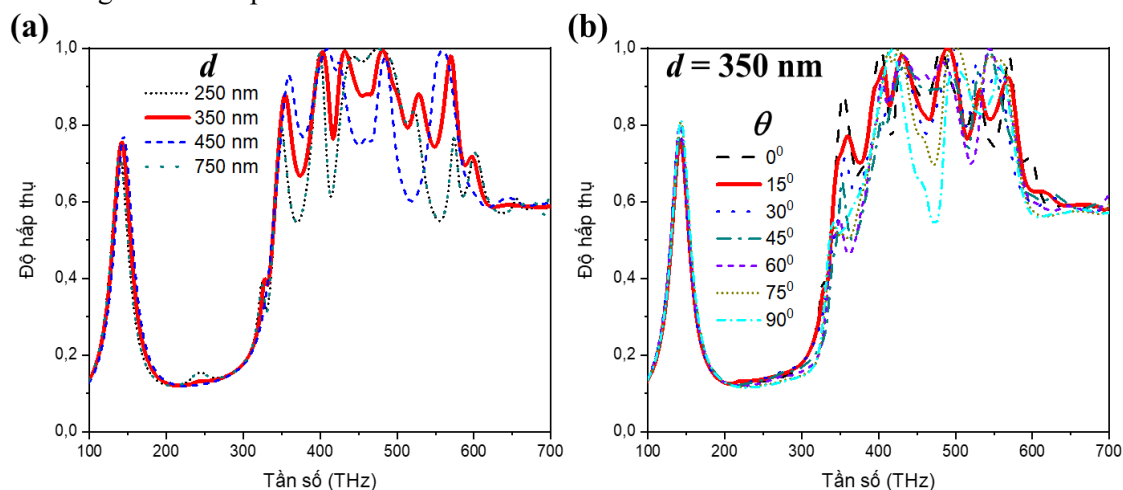 (a)
Độ hấp thụ
1,0
0,8
0,6
0,4
0,2
0,0
d
250 nm
350 nm
450 nm
750 nm
100 200 300 400 500 600 700
Tần số (THz)
(b)
Độ hấp thụ
1,0
0,8
0,6
0,4
0,2
0,0
d = 350 nm
θ
0⁰
15⁰
30⁰
45⁰
60⁰
75⁰
90⁰
100 200 300 400 500 600 700
Tần số (THz)